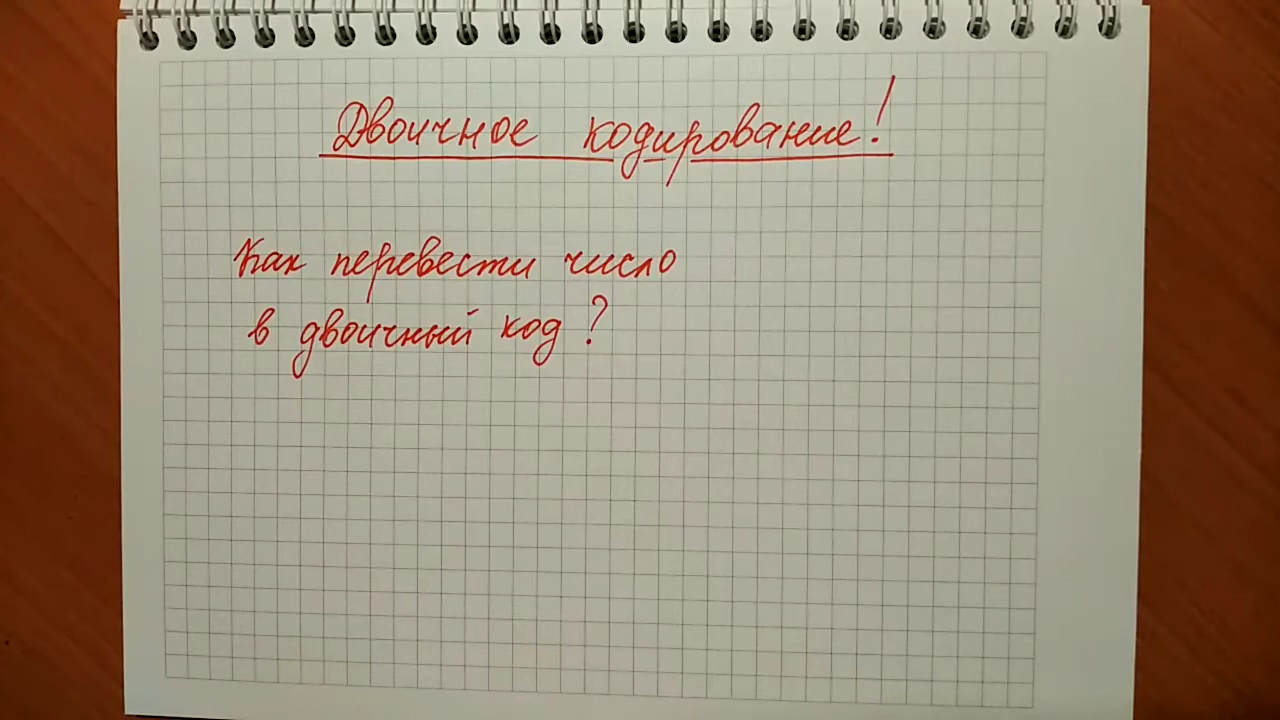 Двоичное кодирование!
Как перевести число
в двоичный код?